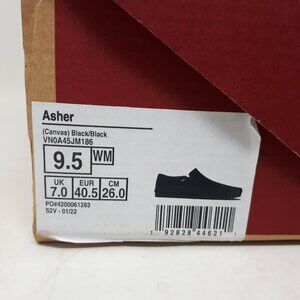 Asher
(Canvas) Black/Black
VN0A45JM186
9.5 WM
UK EUR CM
7.0 40.5 26.0
PO#4200061283
S2V - 01/22
1 92828 44621 1